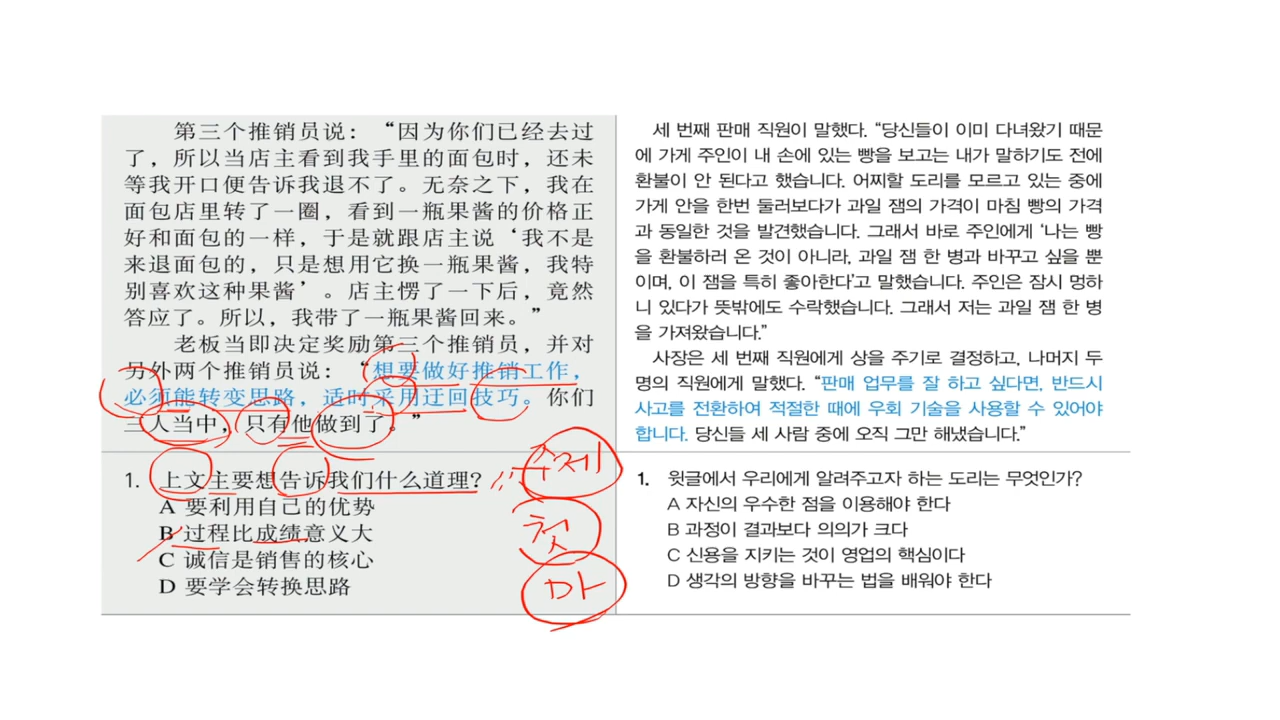 第三个推销员说：“因为你们已经去过
了，所以当店主看到我手里的面包时，还未
等我开口便告诉我退不了。无奈之下，我在
面包店里转了一圈，看到一瓶果酱的价格正
好和面包的一样，于是就跟店主说‘我不是
来退面包的，只是想用它换一瓶果酱，我特
别喜欢这种果酱’。店主愣了一下后，竟然
答应了。所以，我带了一瓶果酱回来。”
老板当即决定奖励第三个推销员，并对
另外两个推销员说：“想要做好推销工作，
必须能转变思路，适时采用迂回技巧。你们
三人当中，只有他做到了。”
1. 上文主要想告诉我们什么道理？
A 要利用自己的优势
B 过程比成绩意义大
C 诚信是销售的核心
D 要学会转换思路
주제
첫
마
세 번째 판매 직원이 말했다. “당신들이 이미 다녀왔기 때문
에 가게 주인이 내 손에 있는 빵을 보고는 내가 말하기도 전에
환불이 안 된다고 했습니다. 어찌할 도리를 모르고 있는 중에
가게 안을 한번 둘러보다가 과일 잼의 가격이 마침 빵의 가격
과 동일한 것을 발견했습니다. 그래서 바로 주인에게 ‘나는 빵
을 환불하러 온 것이 아니라, 과일 잼 한 병과 바꾸고 싶을 뿐
이며, 이 잼을 특히 좋아한다’고 말했습니다. 주인은 잠시 멍하
니 있다가 뜻밖에도 수락했습니다. 그래서 저는 과일 잼 한 병
을 가져왔습니다.”
사장은 세 번째 직원에게 상을 주기로 결정하고, 나머지 두
명의 직원에게 말했다. “판매 업무를 잘 하고 싶다면, 반드시
사고를 전환하여 적절한 때에 우회 기술을 사용할 수 있어야
합니다. 당신들 세 사람 중에 오직 그만 해냈습니다.”
1. 윗글에서 우리에게 알려주고자 하는 도리는 무엇인가?
A 자신의 우수한 점을 이용해야 한다
B 과정이 결과보다 의의가 크다
C 신용을 지키는 것이 영업의 핵심이다
D 생각의 방향을 바꾸는 법을 배워야 한다